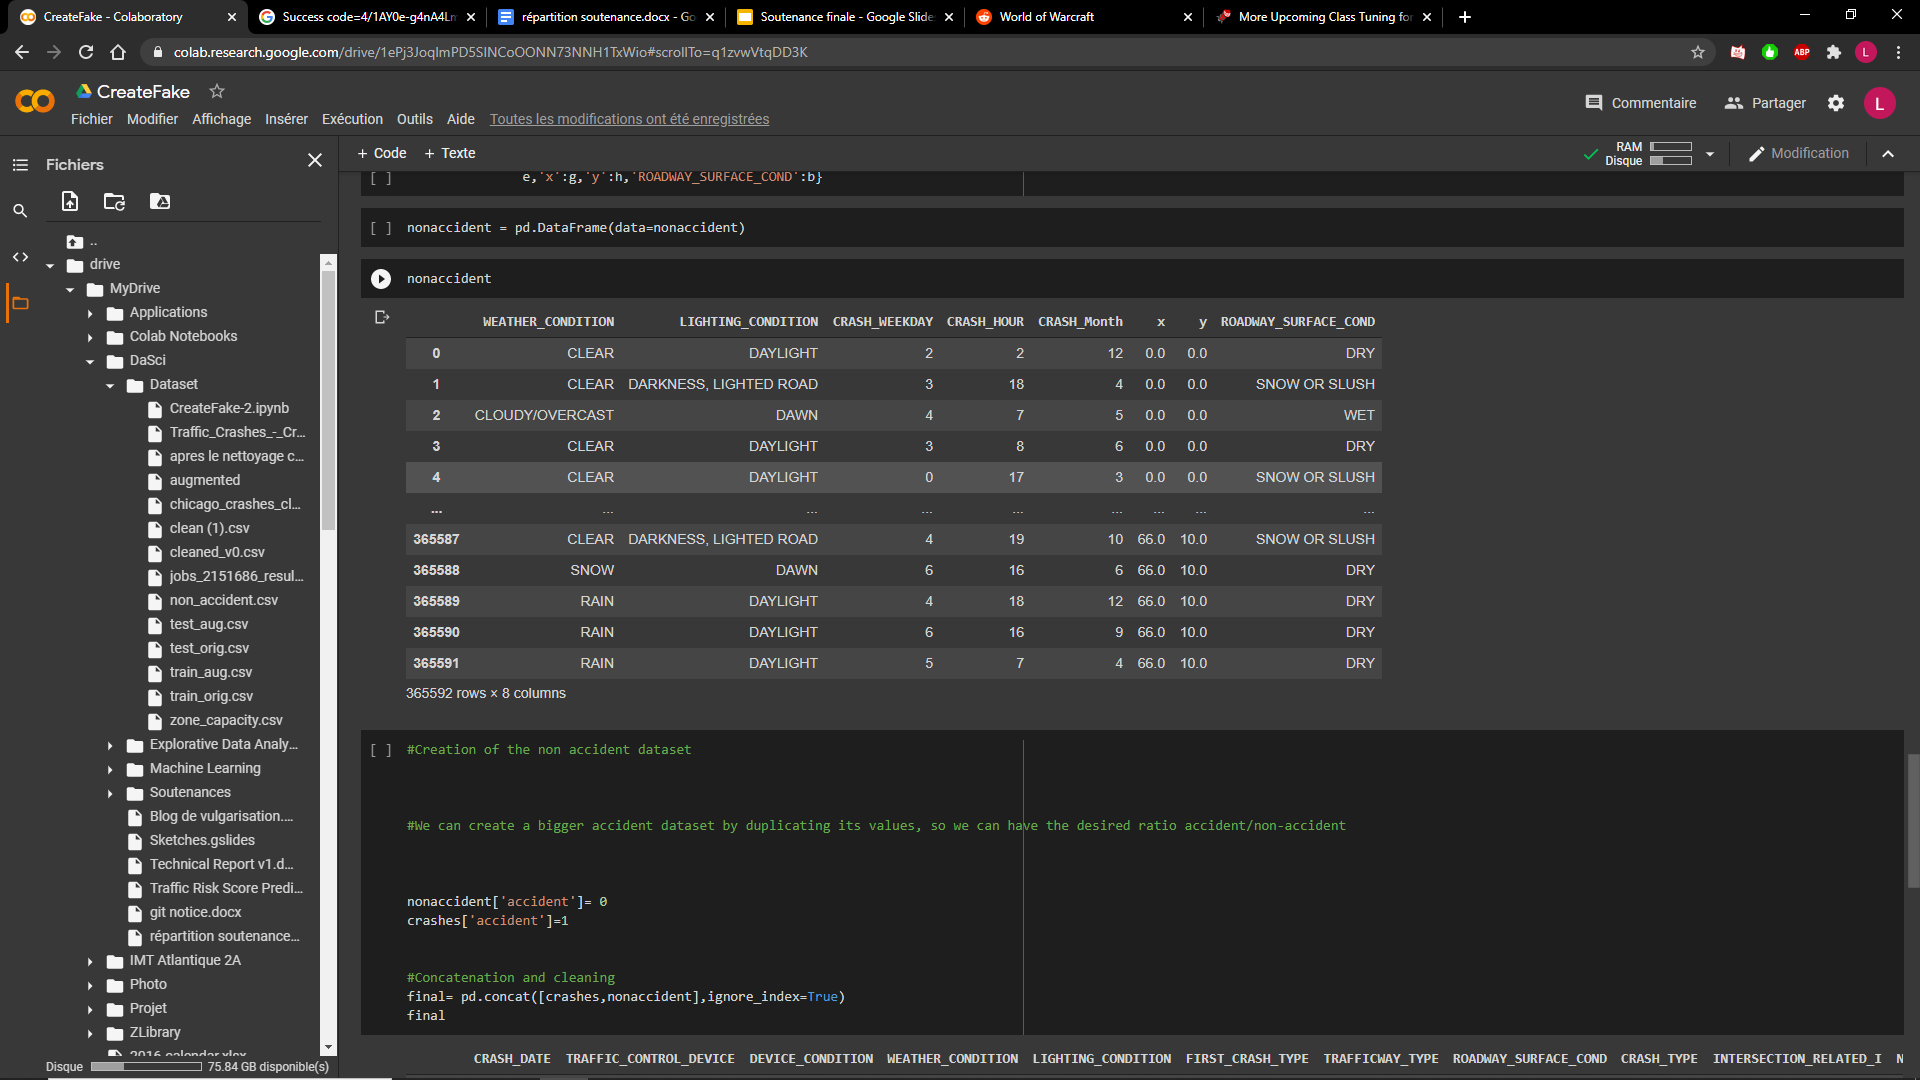 CreateFake - Colaboratory
Success code=4/1AY0e-g4nA4Lm
répartition soutenance.docx - Go
Soutenance finale - Google Slide
World of Warcraft
More Upcoming Class Tuning for
colab.research.google.com/drive/1ePj3JoqlmPD5SlNCoOONN73NNH1TxWio#scrollTo=q1zvwVtqDD3K
ABP
L
CreateFake
Commentaire
Partager
L
Fichier Modifier Affichage Insérer Exécution Outils Aide Toutes les modifications ont été enregistrées
Fichiers
+ Code + Texte
RAM
Disque
Modification
..
drive
MyDrive
Applications
Colab Notebooks
DaSci
Dataset
CreateFake-2.ipynb
Traffic_Crashes_-_Cr...
apres le nettoyage c...
augmented
chicago_crashes_cl...
clean (1).csv
cleaned_v0.csv
jobs_2151686_resul...
non_accident.csv
test_aug.csv
test_orig.csv
train_aug.csv
train_orig.csv
zone_capacity.csv
Explorative Data Analy...
Machine Learning
Soutenances
Blog de vulgarisation....
Sketches.gslides
Technical Report v1.d...
Traffic Risk Score Predi...
git notice.docx
répartition soutenance...
IMT Atlantique 2A
Photo
Projet
ZLibrary
2016 calendar.xlsx
Disque 75.84 GB disponible(s)
[ ] e,'x':g,'y':h,'ROADWAY_SURFACE_COND':b}
[ ] nonaccident = pd.DataFrame(data=nonaccident)
nonaccident
WEATHER_CONDITION LIGHTING_CONDITION CRASH_WEEKDAY CRASH_HOUR CRASH_Month x y ROADWAY_SURFACE_COND
0 CLEAR DAYLIGHT 2 2 12 0.0 0.0 DRY
1 CLEAR DARKNESS, LIGHTED ROAD 3 18 4 0.0 0.0 SNOW OR SLUSH
2 CLOUDY/OVERCAST DAWN 4 7 5 0.0 0.0 WET
3 CLEAR DAYLIGHT 3 8 6 0.0 0.0 DRY
4 CLEAR DAYLIGHT 0 17 3 0.0 0.0 SNOW OR SLUSH
... ... ... ... ... ... ... ... ...
365587 CLEAR DARKNESS, LIGHTED ROAD 4 19 10 66.0 10.0 SNOW OR SLUSH
365588 SNOW DAWN 6 16 6 66.0 10.0 DRY
365589 RAIN DAYLIGHT 4 18 12 66.0 10.0 DRY
365590 RAIN DAYLIGHT 6 16 9 66.0 10.0 DRY
365591 RAIN DAYLIGHT 5 7 4 66.0 10.0 DRY
365592 rows × 8 columns
[ ] #Creation of the non accident dataset
#We can create a bigger accident dataset by duplicating its values, so we can have the desired ratio accident/non-accident
nonaccident['accident']= 0
crashes['accident']=1
#Concatenation and cleaning
final= pd.concat([crashes,nonaccident],ignore_index=True)
final
CRASH_DATE TRAFFIC_CONTROL_DEVICE DEVICE_CONDITION WEATHER_CONDITION LIGHTING_CONDITION FIRST_CRASH_TYPE TRAFFICWAY_TYPE ROADWAY_SURFACE_COND CRASH_TYPE INTERSECTION_RELATED_I N